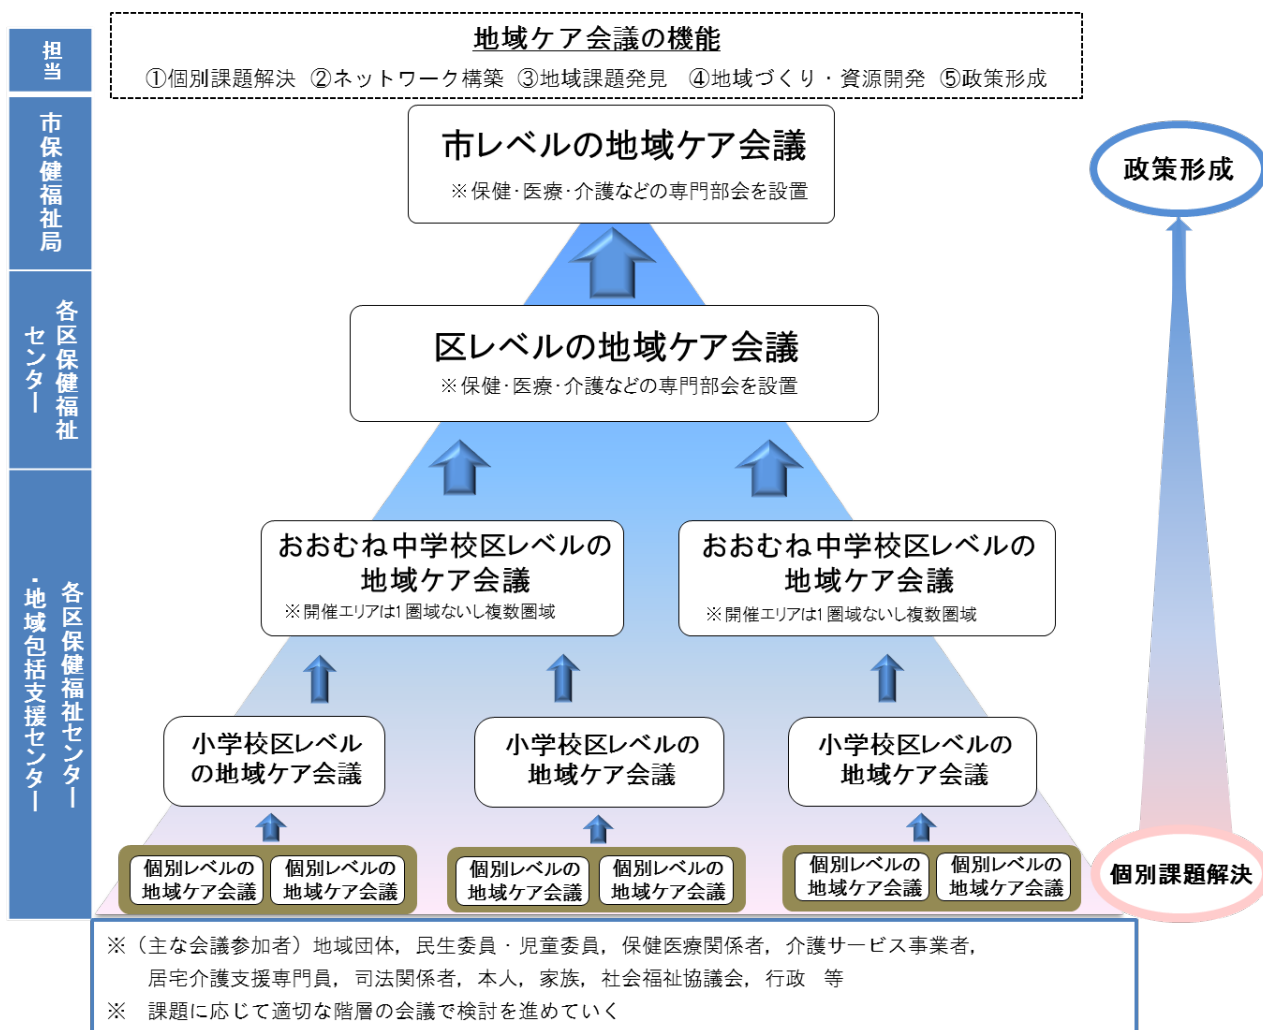 担当
地域ケア会議の機能
①個別課題解決 ②ネットワーク構築 ③地域課題発見 ④地域づくり・資源開発 ⑤政策形成
市保健福祉局
市レベルの地域ケア会議
※保健・医療・介護などの専門部会を設置
政策形成
各区保健福祉
センター
区レベルの地域ケア会議
※保健・医療・介護などの専門部会を設置
各区保健福祉センター
・地域包括支援センター
おおむね中学校区レベルの
地域ケア会議
※開催エリアは1圏域ないし複数圏域
おおむね中学校区レベルの
地域ケア会議
※開催エリアは1圏域ないし複数圏域
小学校区レベル
の地域ケア会議
小学校区レベルの
地域ケア会議
小学校区レベルの
地域ケア会議
個別レベルの
地域ケア会議
個別レベルの
地域ケア会議
個別レベルの
地域ケア会議
個別レベルの
地域ケア会議
個別レベルの
地域ケア会議
個別レベルの
地域ケア会議
個別課題解決
※（主な会議参加者）地域団体，民生委員・児童委員，保健医療関係者，介護サービス事業者，
居宅介護支援専門員，司法関係者，本人，家族，社会福祉協議会，行政 等
※ 課題に応じて適切な階層の会議で検討を進めていく